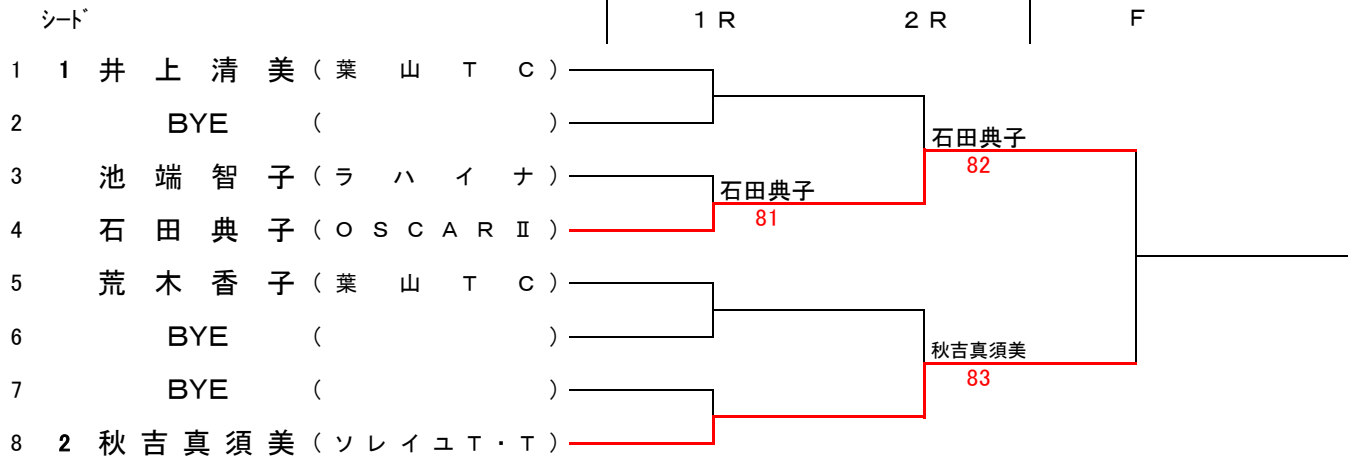 シード 1R 2R F
1 1 井上清美(葉山TC)
2 BYE ( )
石田典子
82
3 池端智子(ラハイナ)
石田典子
81
4 石田典子(OSCARⅡ)
5 荒木香子(葉山TC)
6 BYE ( )
秋吉真須美
83
7 BYE ( )
8 2 秋吉真須美(ソレイユT・T)